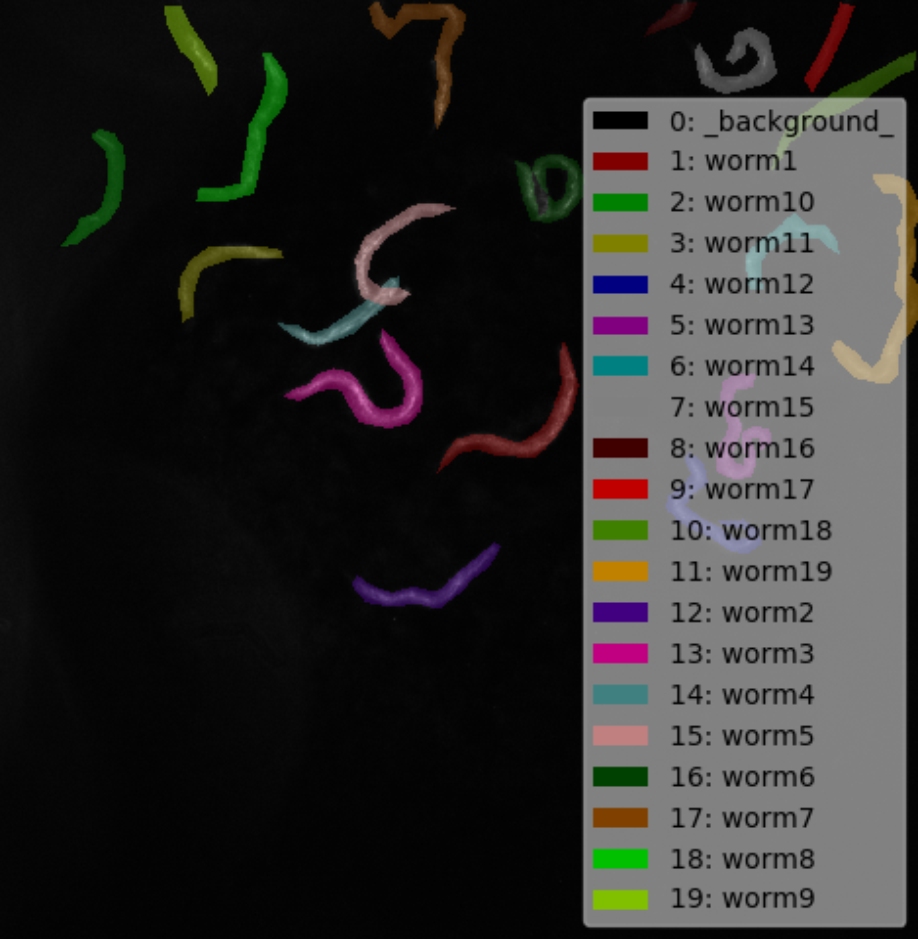 0: _background_
1: worm1
2: worm10
3: worm11
4: worm12
5: worm13
6: worm14
7: worm15
8: worm16
9: worm17
10: worm18
11: worm19
12: worm2
13: worm3
14: worm4
15: worm5
16: worm6
17: worm7
18: worm8
19: worm9